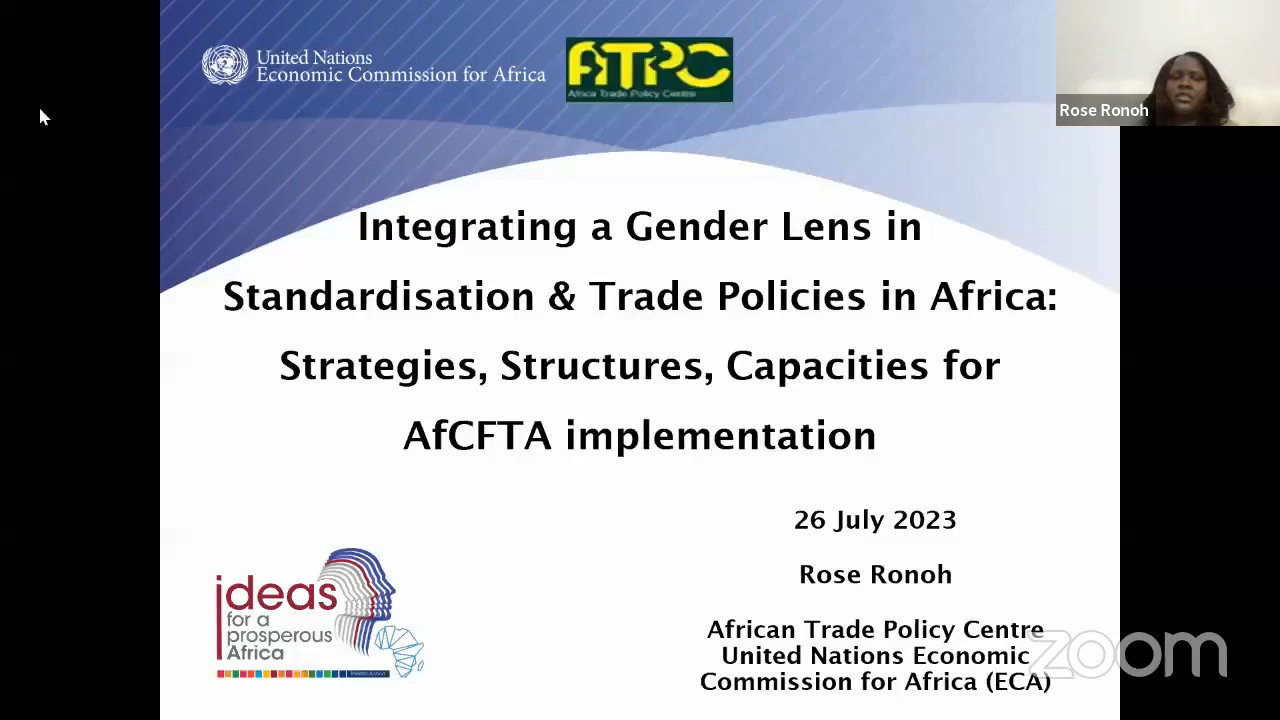 United Nations
Economic Commission for Africa
ATPC
Africa Trade Policy Centre
Rose Ronoh
Integrating a Gender Lens in
Standardisation & Trade Policies in Africa:
Strategies, Structures, Capacities for
AfCFTA implementation
26 July 2023
Rose Ronoh
African Trade Policy Centre
United Nations Economic
Commission for Africa (ECA)
ideas
for a
prosperous
Africa
zoom